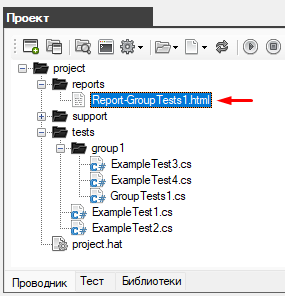 Проект
project
reports
Report-GroupTests1.html
support
tests
group1
ExampleTest3.cs
ExampleTest4.cs
GroupTests1.cs
ExampleTest1.cs
ExampleTest2.cs
project.hat
Проводник Тест Библиотеки